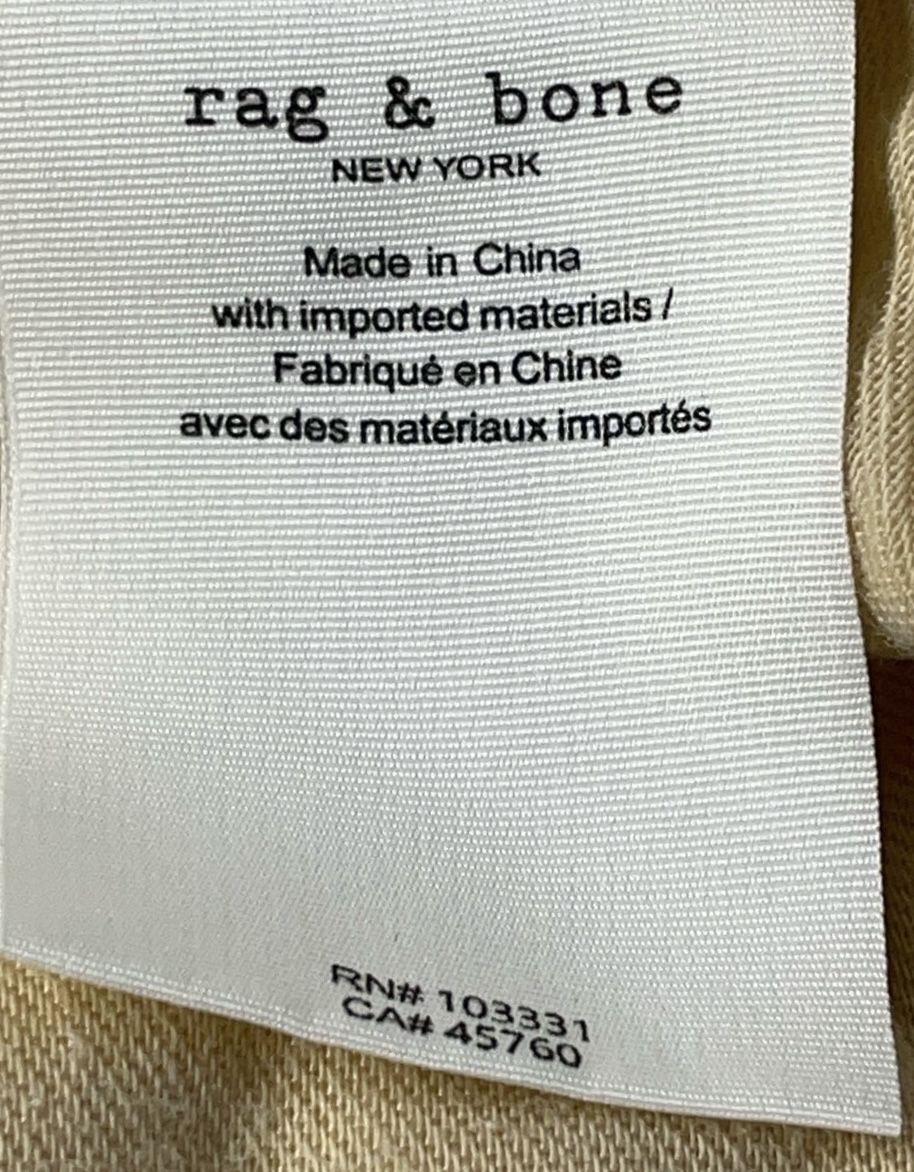 rag & bone
NEW YORK
Made in China
with imported materials /
Fabriqué en Chine
avec des matériaux importés
RN# 103331
CA# 45760